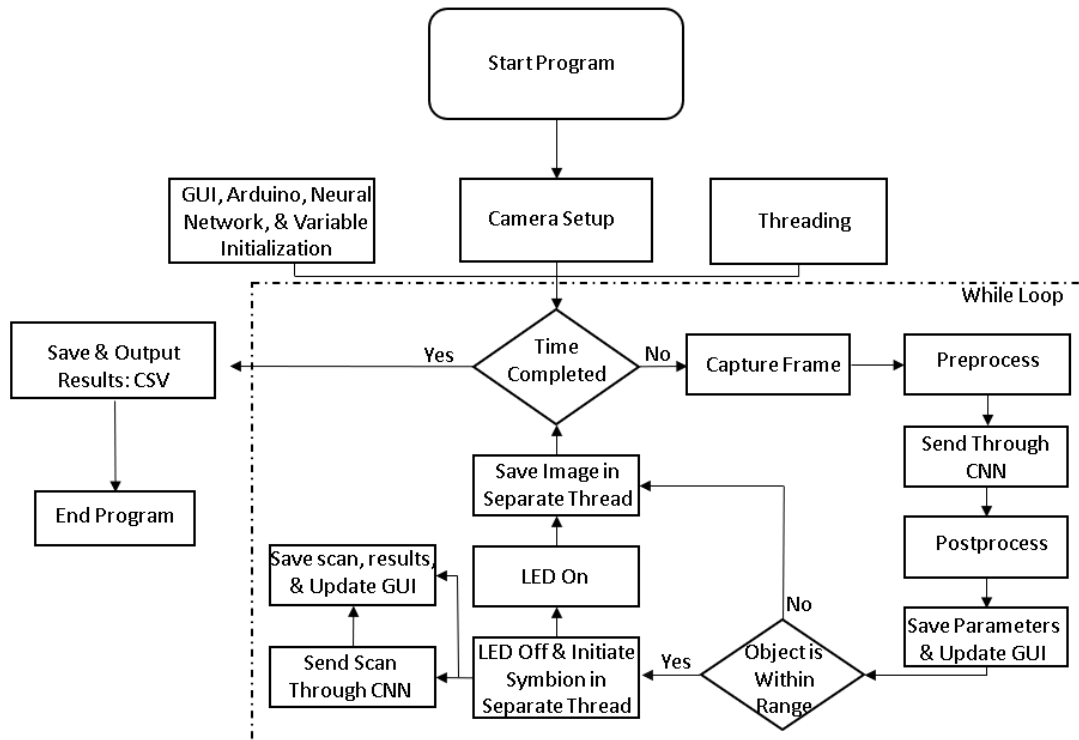 Start Program
GUI, Arduino, Neural
Network, & Variable
Initialization
Camera Setup
Threading
While Loop
Save & Output
Results: CSV
Yes
Time
Completed
No
Capture Frame
Preprocess
Send Through
CNN
Save Image in
Separate Thread
End Program
Postprocess
Save scan, results,
& Update GUI
LED On
No
Save Parameters
& Update GUI
Send Scan
Through CNN
LED Off & Initiate
Symbion in
Separate Thread
Yes
Object is
Within
Range